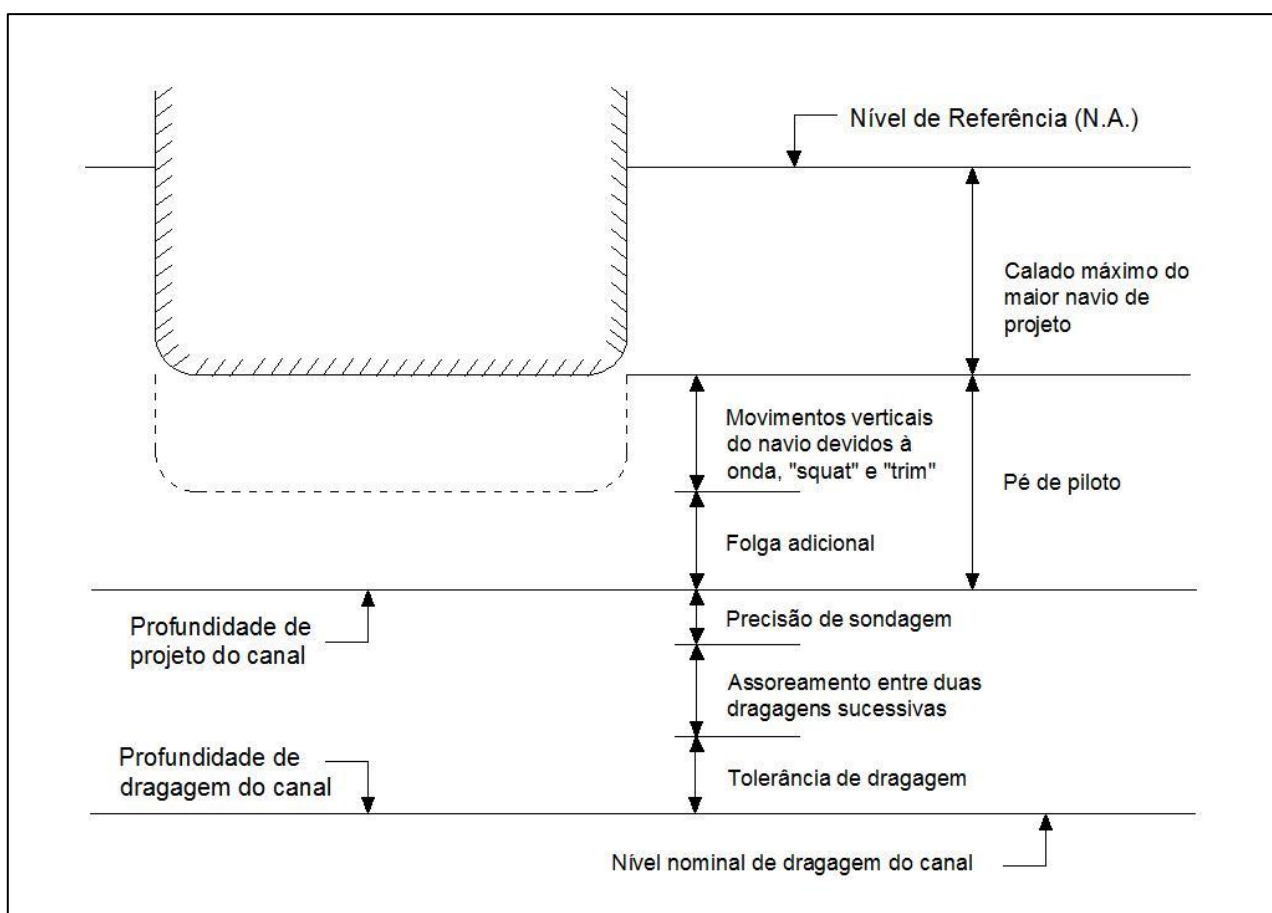 Nível de Referência (N.A.)
Calado máximo do
maior navio de
projeto
Movimentos verticais
do navio devidos à
onda, "squat" e "trim"
Pé de piloto
Folga adicional
Profundidade de
projeto do canal
Precisão de sondagem
Assoreamento entre duas
dragagens sucessivas
Profundidade de
dragagem do canal
Tolerância de dragagem
Nível nominal de dragagem do canal